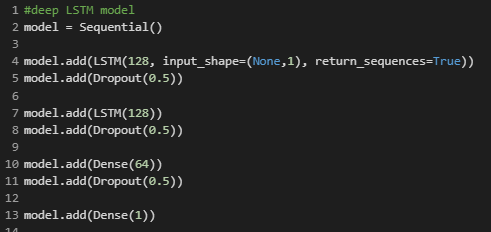 1 #deep LSTM model
2 model = Sequential()
3
4 model.add(LSTM(128, input_shape=(None,1), return_sequences=True))
5 model.add(Dropout(0.5))
6
7 model.add(LSTM(128))
8 model.add(Dropout(0.5))
9
10 model.add(Dense(64))
11 model.add(Dropout(0.5))
12
13 model.add(Dense(1))
14